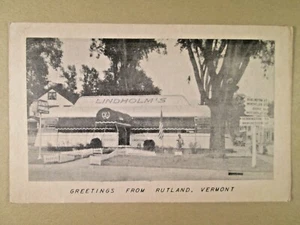 LINDHOLM'S
GREETINGS FROM RUTLAND, VERMONT